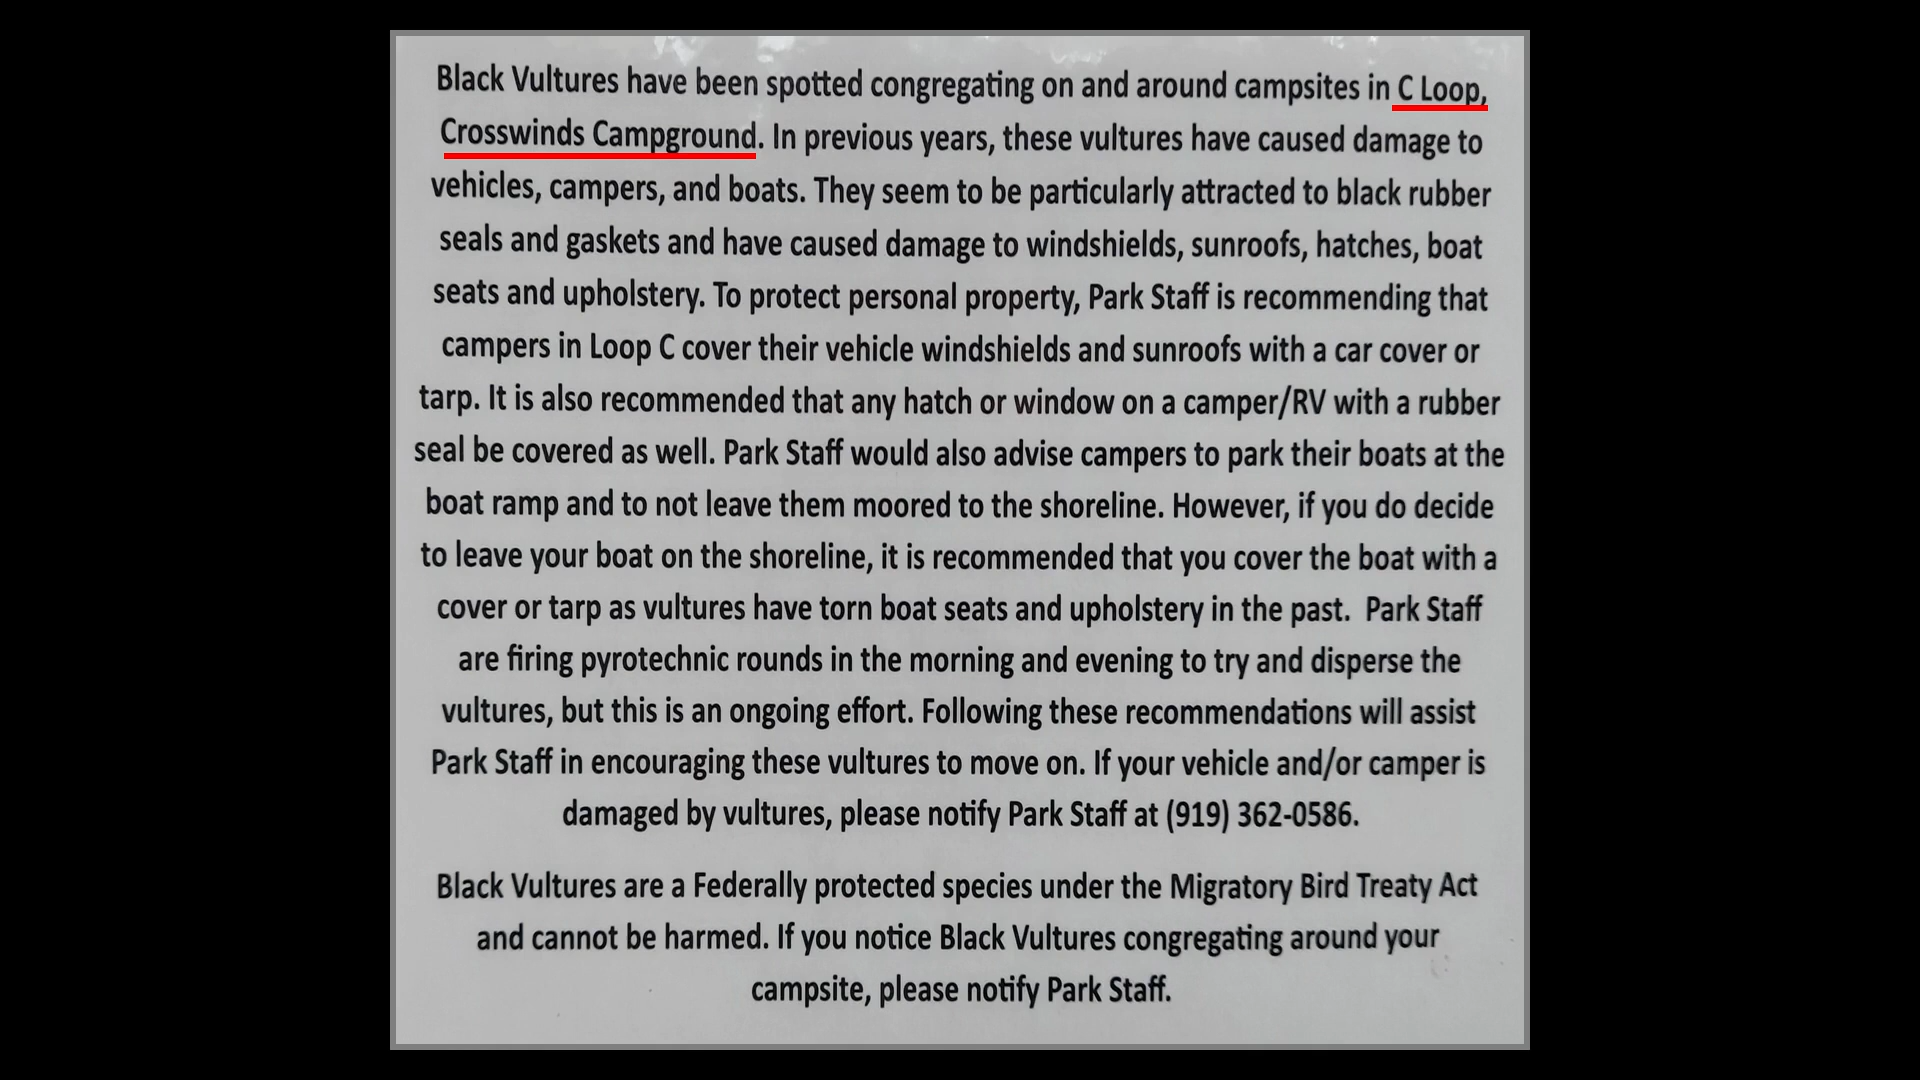 Black Vultures have been spotted congregating on and around campsites in C Loop,
Crosswinds Campground. In previous years, these vultures have caused damage to
vehicles, campers, and boats. They seem to be particularly attracted to black rubber
seals and gaskets and have caused damage to windshields, sunroofs, hatches, boat
seats and upholstery. To protect personal property, Park Staff is recommending that
campers in Loop C cover their vehicle windshields and sunroofs with a car cover or
tarp. It is also recommended that any hatch or window on a camper/RV with a rubber
seal be covered as well. Park Staff would also advise campers to park their boats at the
boat ramp and to not leave them moored to the shoreline. However, if you do decide
to leave your boat on the shoreline, it is recommended that you cover the boat with a
cover or tarp as vultures have torn boat seats and upholstery in the past. Park Staff
are firing pyrotechnic rounds in the morning and evening to try and disperse the
vultures, but this is an ongoing effort. Following these recommendations will assist
Park Staff in encouraging these vultures to move on. If your vehicle and/or camper is
damaged by vultures, please notify Park Staff at (919) 362-0586.
Black Vultures are a Federally protected species under the Migratory Bird Treaty Act
and cannot be harmed. If you notice Black Vultures congregating around your
campsite, please notify Park Staff.